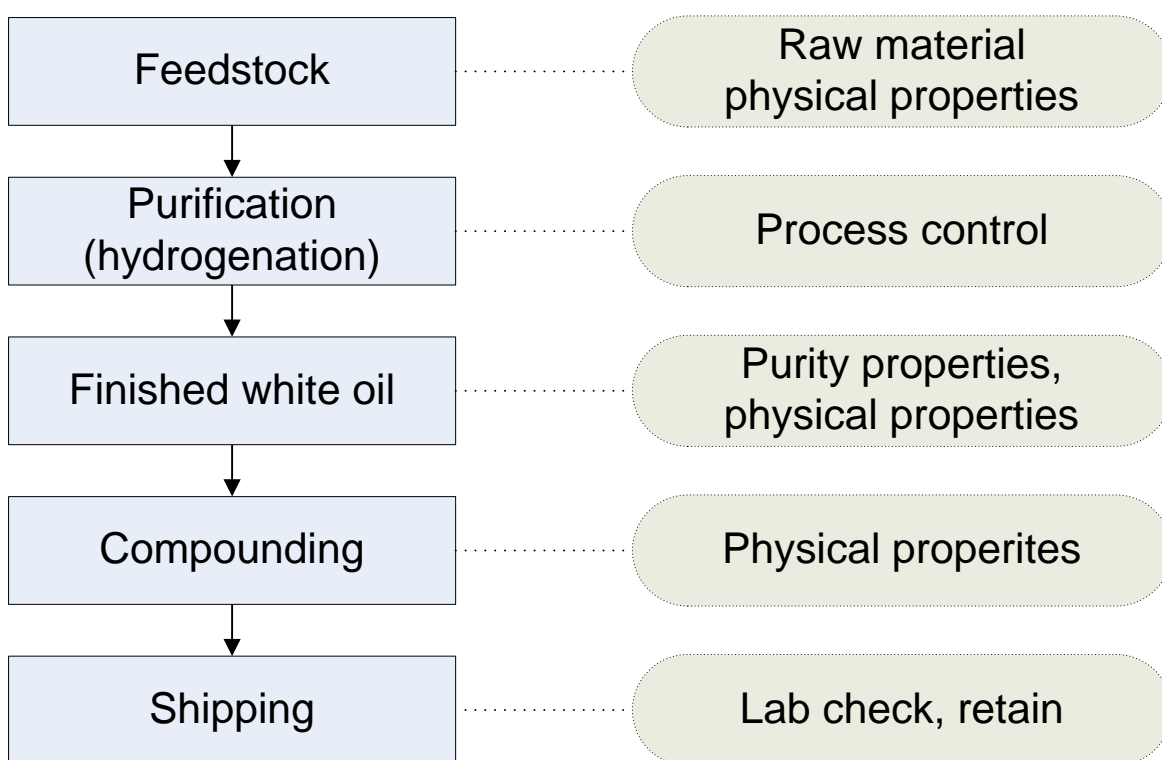 Feedstock
Raw material
physical properties
Purification
(hydrogenation)
Process control
Finished white oil
Purity properties,
physical properties
Compounding
Physical properites
Shipping
Lab check, retain